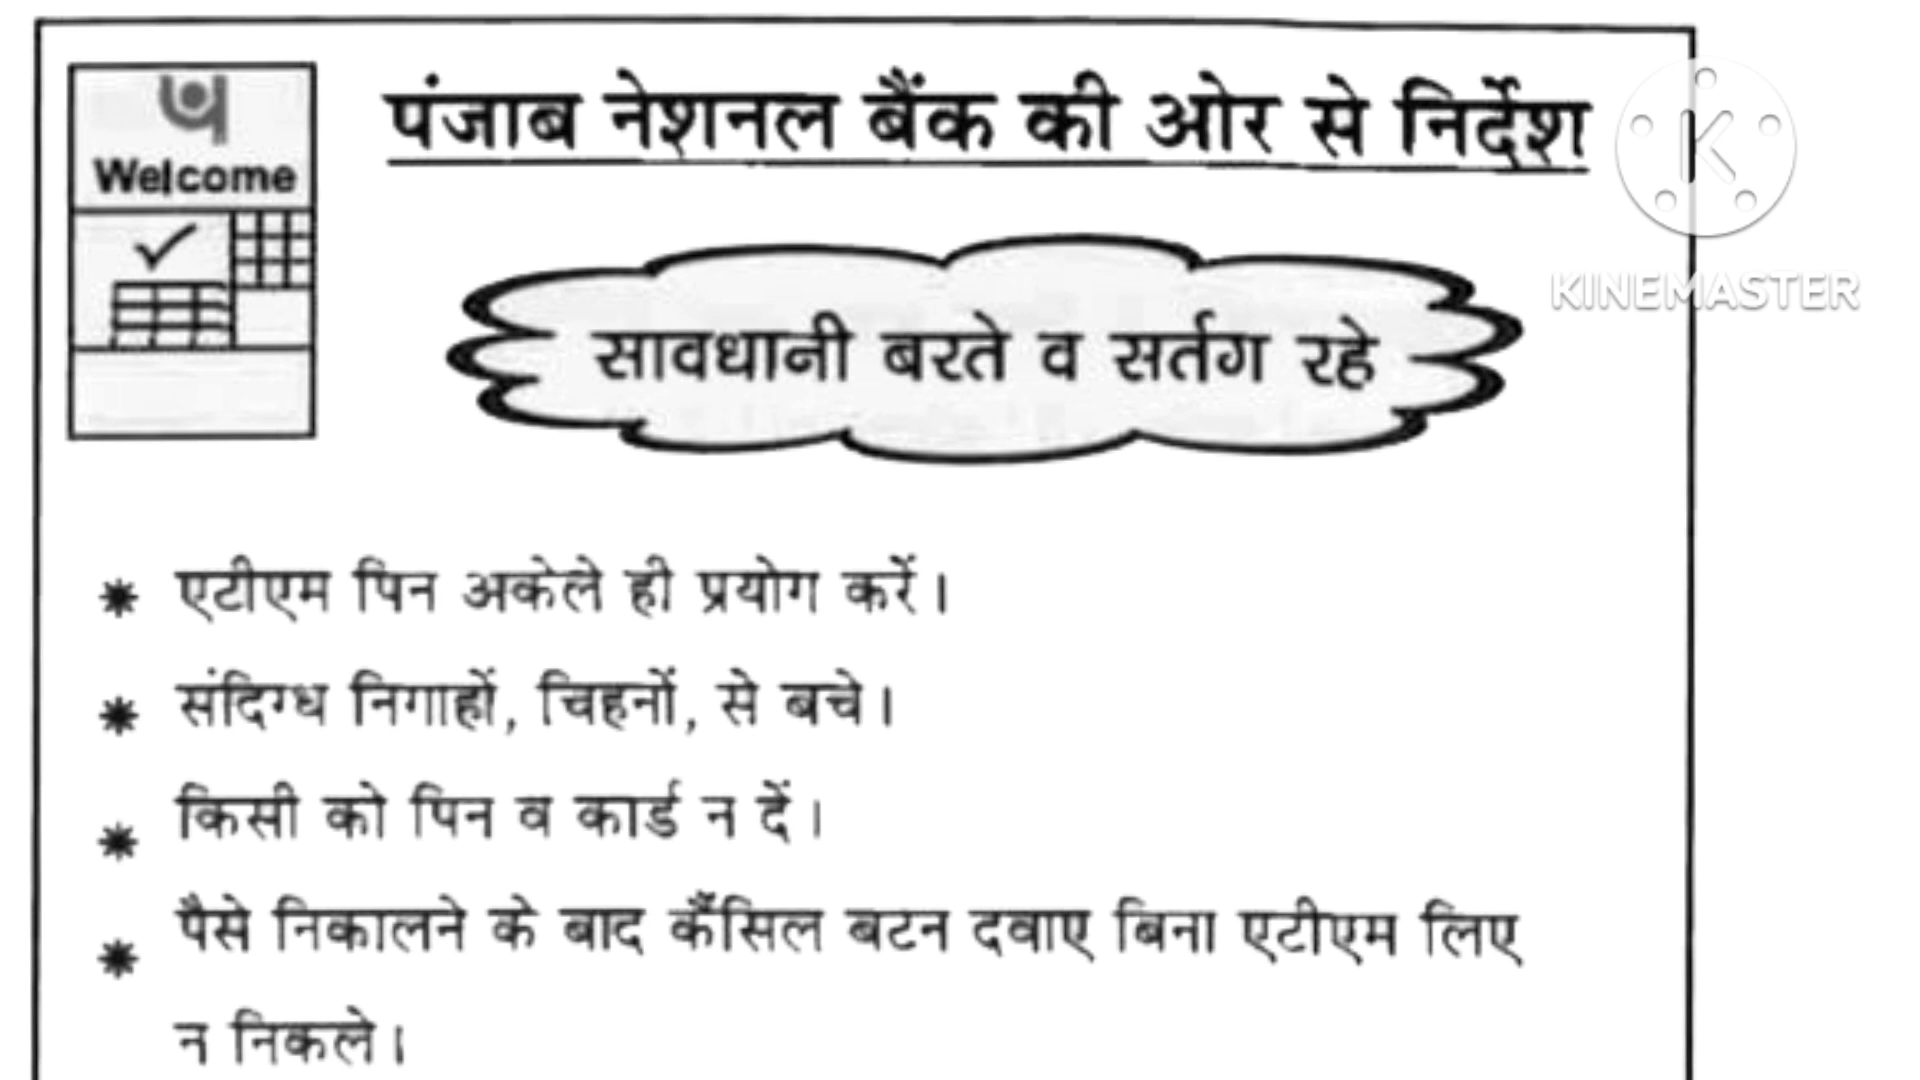 पंजाब नेशनल बैंक की ओर से निर्देश
Welcome
KINEMASTER
सावधानी बरते व सर्तग रहे
* एटीएम पिन अकेले ही प्रयोग करें।
* संदिग्ध निगाहों, चिहनों, से बचे।
* किसी को पिन व कार्ड न दें।
* पैसे निकालने के बाद कैंसिल बटन दवाए बिना एटीएम लिए
न निकले।